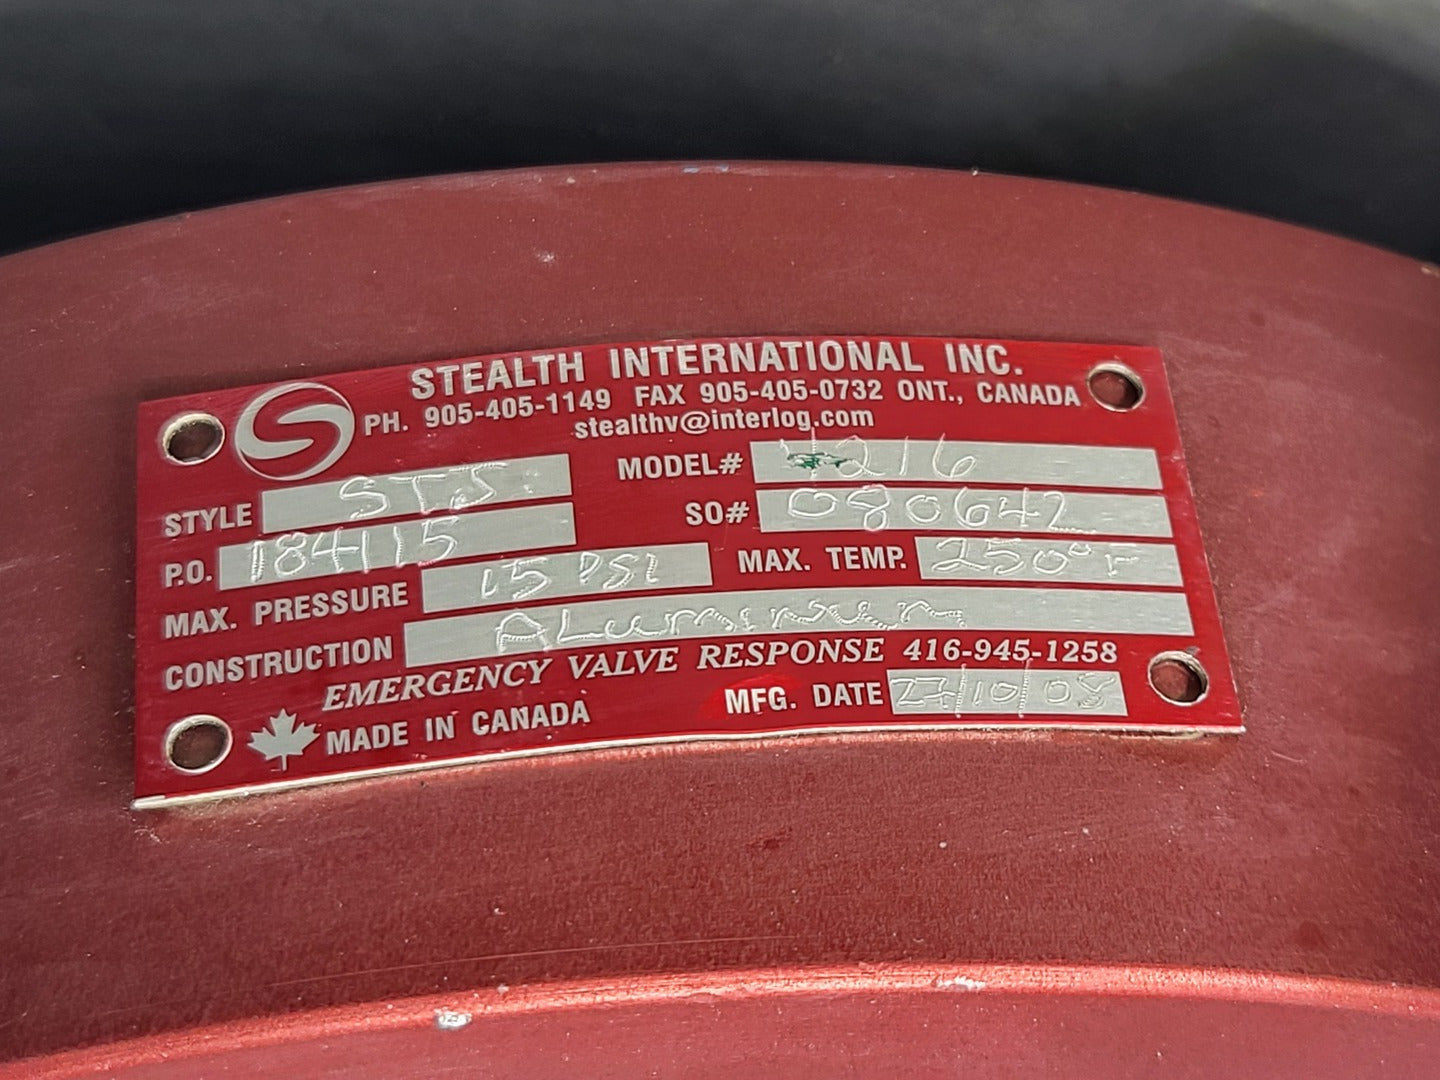 STEALTH INTERNATIONAL INC.
PH. 905-405-1149 FAX 905-405-0732 ONT., CANADA
stealthv@interlog.com
STYLE STJ MODEL# 4216
P.O. 184115 SO# 080642
MAX. PRESSURE 15 PSI MAX. TEMP. 250°F
CONSTRUCTION ALuminum
EMERGENCY VALVE RESPONSE 416-945-1258
MADE IN CANADA MFG. DATE 27/10/08